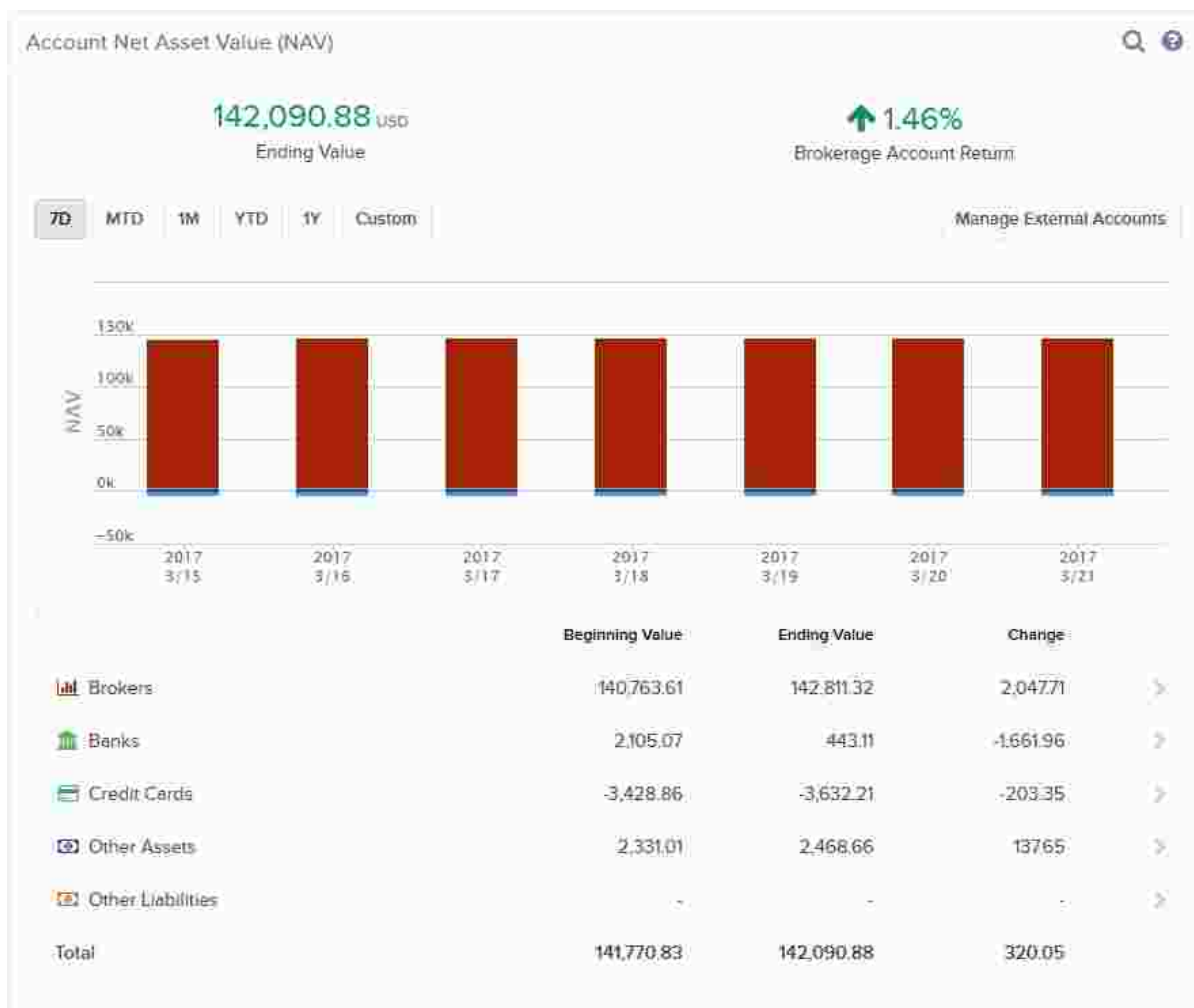 Account Net Asset Value (NAV)
142,090.88 USD
Ending Value
1.46%
Brokerage Account Return
7D MTD 1M YTD 1Y Custom Manage External Accounts
NAV
150k
100k
50k
0k
-50k
2017 2017 2017 2017 2017 2017 2017
3/15 3/16 3/17 3/18 3/19 3/20 3/21
Beginning Value Ending Value Change
Brokers 140,763.61 142,811.32 2,047.71
Banks 2,105.07 443.11 -1,661.96
Credit Cards -3,428.86 -3,632.21 -203.35
Other Assets 2,331.01 2,468.66 137.65
Other Liabilities - - -
Total 141,770.83 142,090.88 320.05